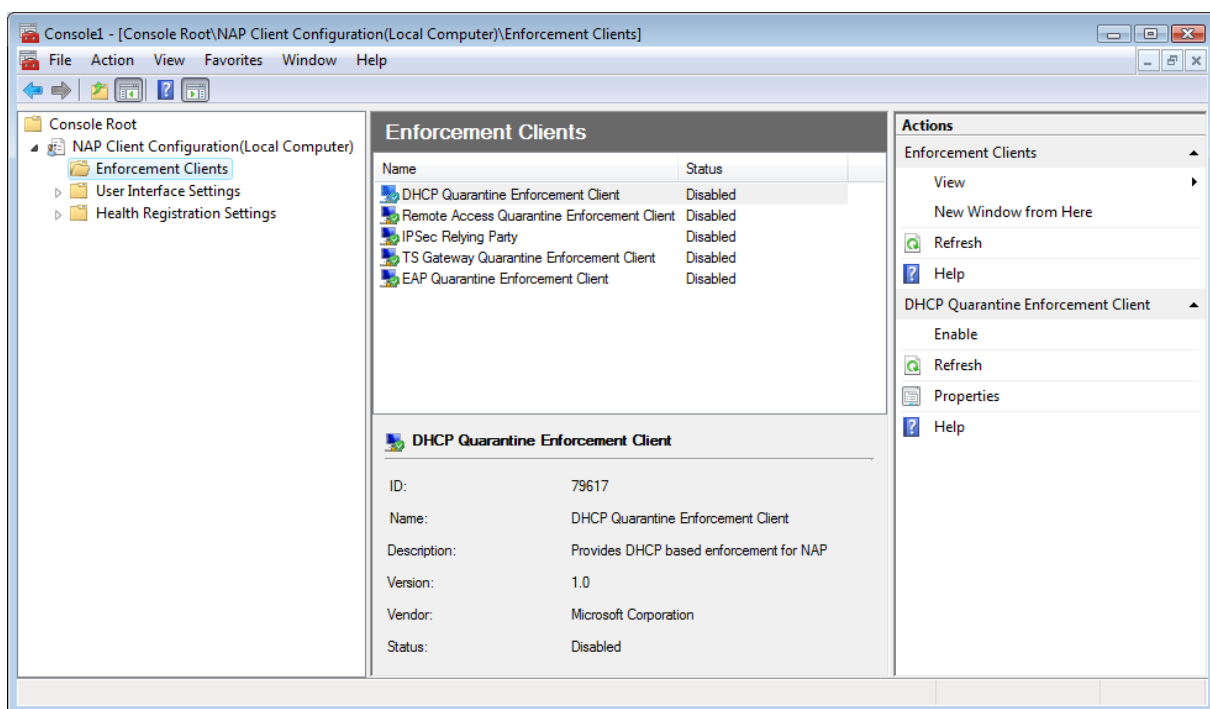 Console1 - [Console Root\NAP Client Configuration(Local Computer)\Enforcement Clients]
File Action View Favorites Window Help
Console Root
NAP Client Configuration(Local Computer)
Enforcement Clients
User Interface Settings
Health Registration Settings
Enforcement Clients
Name Status
DHCP Quarantine Enforcement Client Disabled
Remote Access Quarantine Enforcement Client Disabled
IPSec Relying Party Disabled
TS Gateway Quarantine Enforcement Client Disabled
EAP Quarantine Enforcement Client Disabled
DHCP Quarantine Enforcement Client
ID: 79617
Name: DHCP Quarantine Enforcement Client
Description: Provides DHCP based enforcement for NAP
Version: 1.0
Vendor: Microsoft Corporation
Status: Disabled
Actions
Enforcement Clients
View
New Window from Here
Refresh
Help
DHCP Quarantine Enforcement Client
Enable
Refresh
Properties
Help